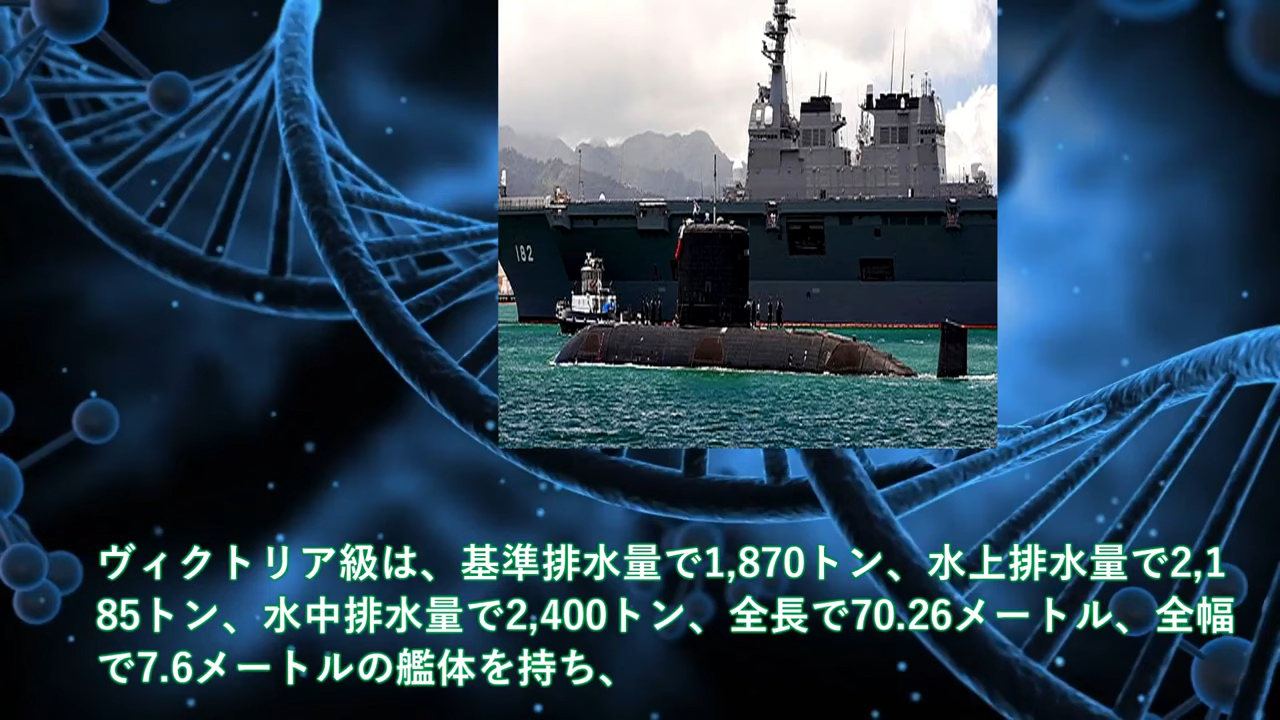 182
ヴィクトリア級は、基準排水量で1,870トン、水上排水量で2,1
85トン、水中排水量で2,400トン、全長で70.26メートル、全幅
で7.6メートルの艦体を持ち、